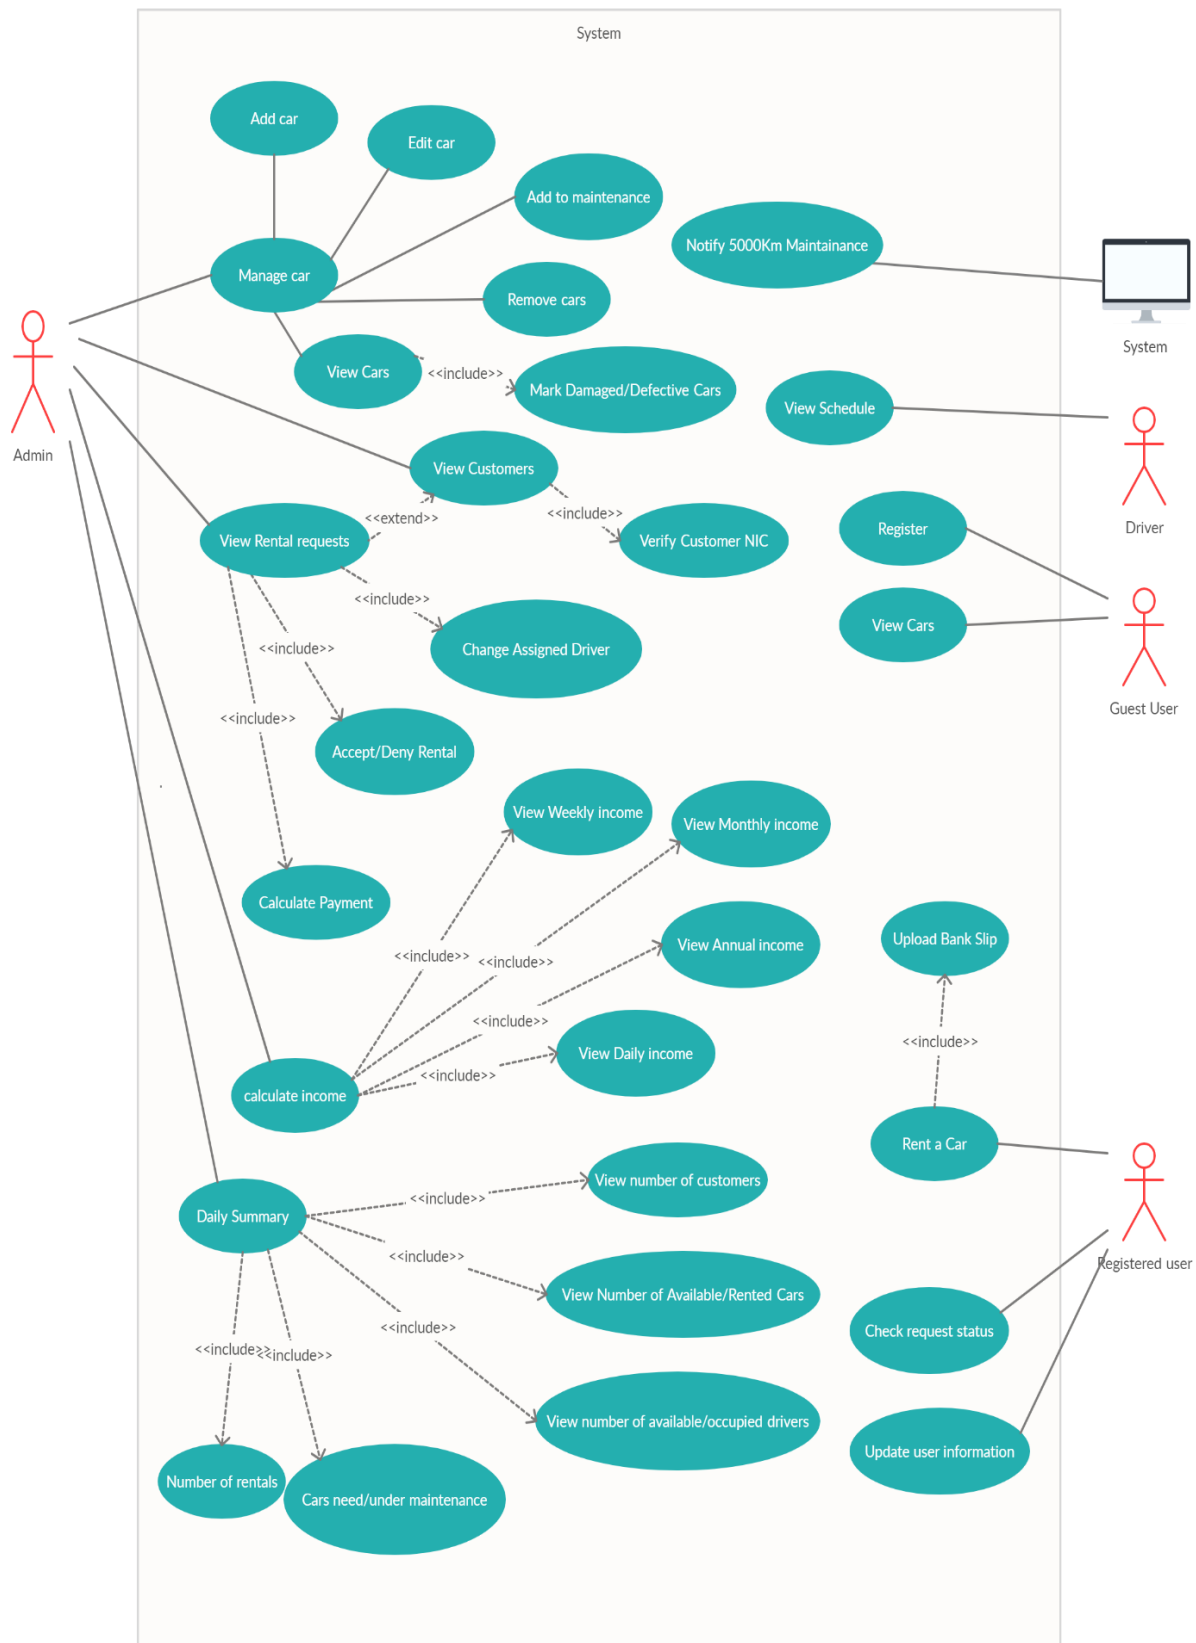 System
Add car
Edit car
Add to maintenance
Notify 5000Km Maintainance
Manage car
Remove cars
System
View Cars
<<include>>
Mark Damaged/Defective Cars
View Schedule
Admin
View Customers
<<extend>>
<<include>>
Driver
View Rental requests
Verify Customer NIC
Register
<<include>>
View Cars
<<include>>
Change Assigned Driver
Guest User
<<include>>
Accept/Deny Rental
View Weekly income
View Monthly income
Calculate Payment
Upload Bank Slip
View Annual income
<<include>>
<<include>>
<<include>>
<<include>>
View Daily income
<<include>>
calculate income
Rent a Car
View number of customers
<<include>>
Daily Summary
<<include>>
Registered user
View Number of Available/Rented Cars
<<include>>
Check request status
<<include>>
<<include>>
View number of available/occupied drivers
Update user information
Number of rentals
Cars need/under maintenance